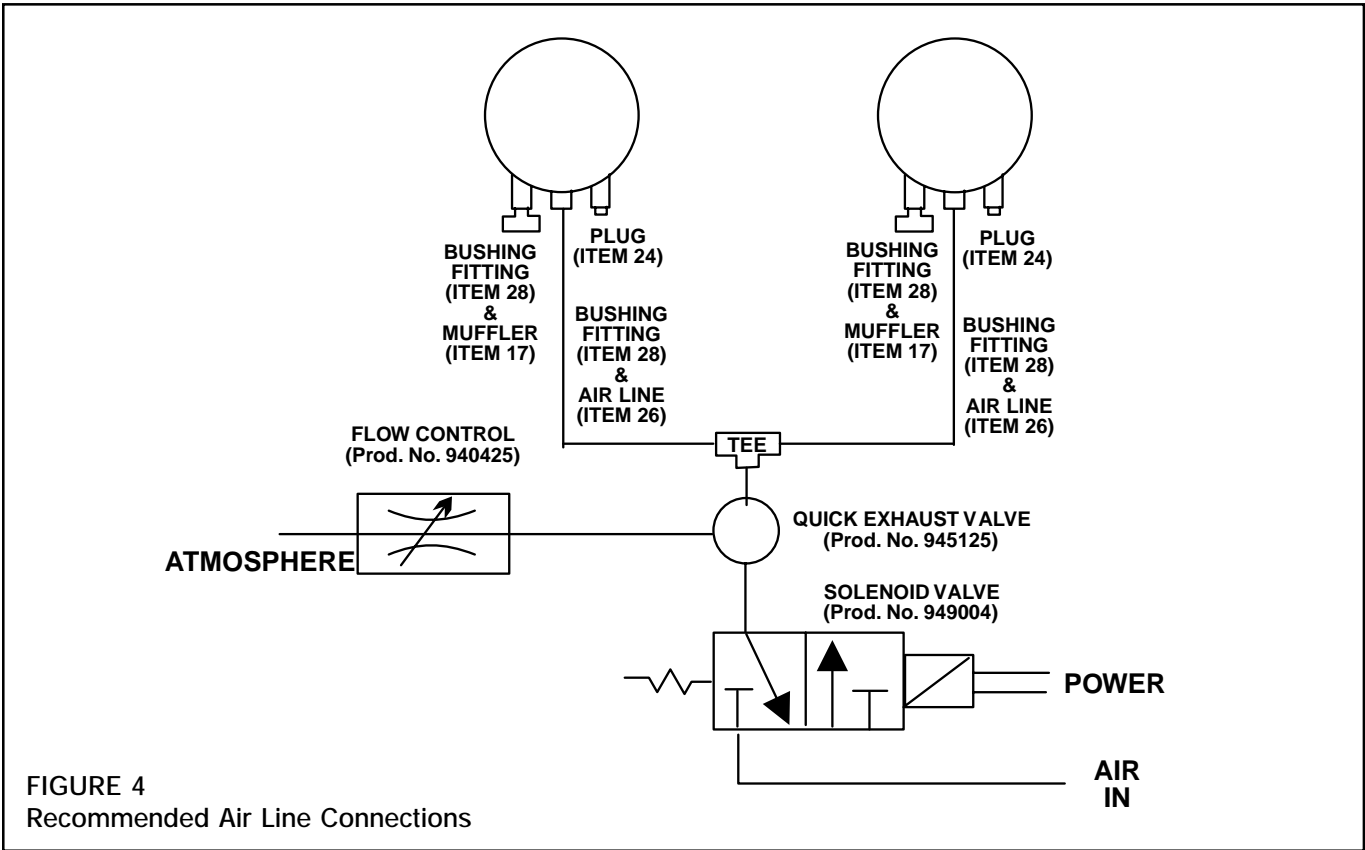 BUSHING
FITTING
(ITEM 28)
&
MUFFLER
(ITEM 17)
PLUG
(ITEM 24)
BUSHING
FITTING
(ITEM 28)
&
AIR LINE
(ITEM 26)
BUSHING
FITTING
(ITEM 28)
&
MUFFLER
(ITEM 17)
PLUG
(ITEM 24)
BUSHING
FITTING
(ITEM 28)
&
AIR LINE
(ITEM 26)
FLOW CONTROL
(Prod. No. 940425)
TEE
ATMOSPHERE
QUICK EXHAUST VALVE
(Prod. No. 945125)
SOLENOID VALVE
(Prod. No. 949004)
POWER
AIR
IN
FIGURE 4
Recommended Air Line Connections